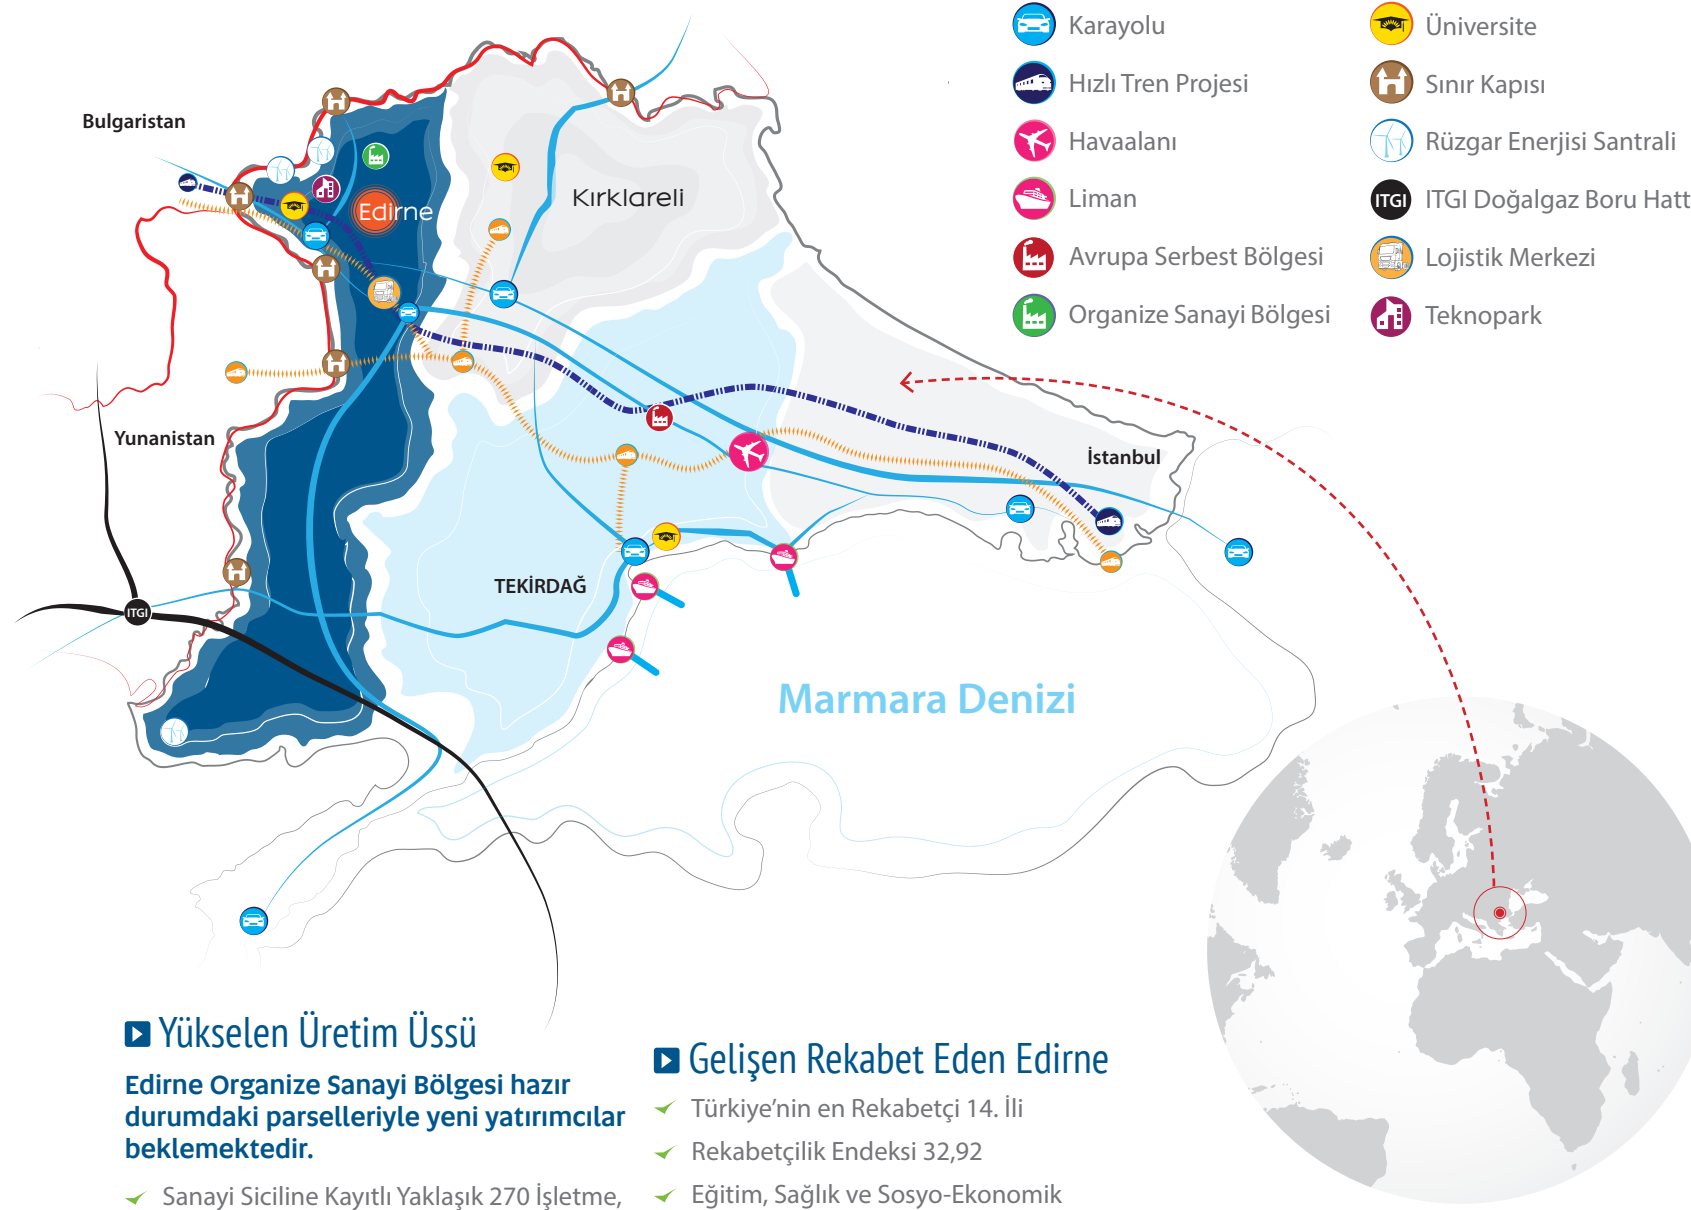 Karayolu
Hızlı Tren Projesi
Havaalanı
Liman
Avrupa Serbest Bölgesi
Organize Sanayi Bölgesi
Üniversite
Sınır Kapısı
Rüzgar Enerjisi Santrali
ITGI
ITGI Doğalgaz Boru Hatt
Lojistik Merkezi
Teknopark
Bulgaristan
Kırklareli
Edirne
Yunanistan
İstanbul
TEKİRDAĞ
ITGI
Marmara Denizi
Yükselen Üretim Üssü
Edirne Organize Sanayi Bölgesi hazır
durumdaki parselleriyle yeni yatırımcılar
beklemektedir.
Sanayi Siciline Kayıtlı Yaklaşık 270 İşletme,
Gelişen Rekabet Eden Edirne
Türkiye’nin en Rekabetçi 14. İli
Rekabetçilik Endeksi 32,92
Eğitim, Sağlık ve Sosyo-Ekonomik